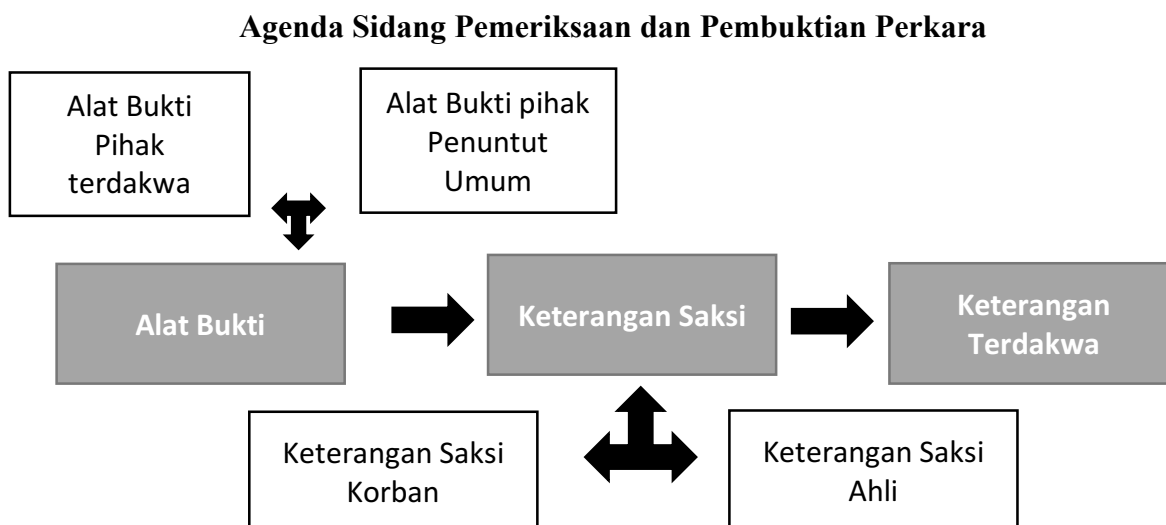 Agenda Sidang Pemeriksaan dan Pembuktian Perkara
Alat Bukti
Pihak
terdakwa
Alat Bukti pihak
Penuntut
Umum
Alat Bukti
Keterangan Saksi
Keterangan
Terdakwa
Keterangan Saksi
Korban
Keterangan Saksi
Ahli